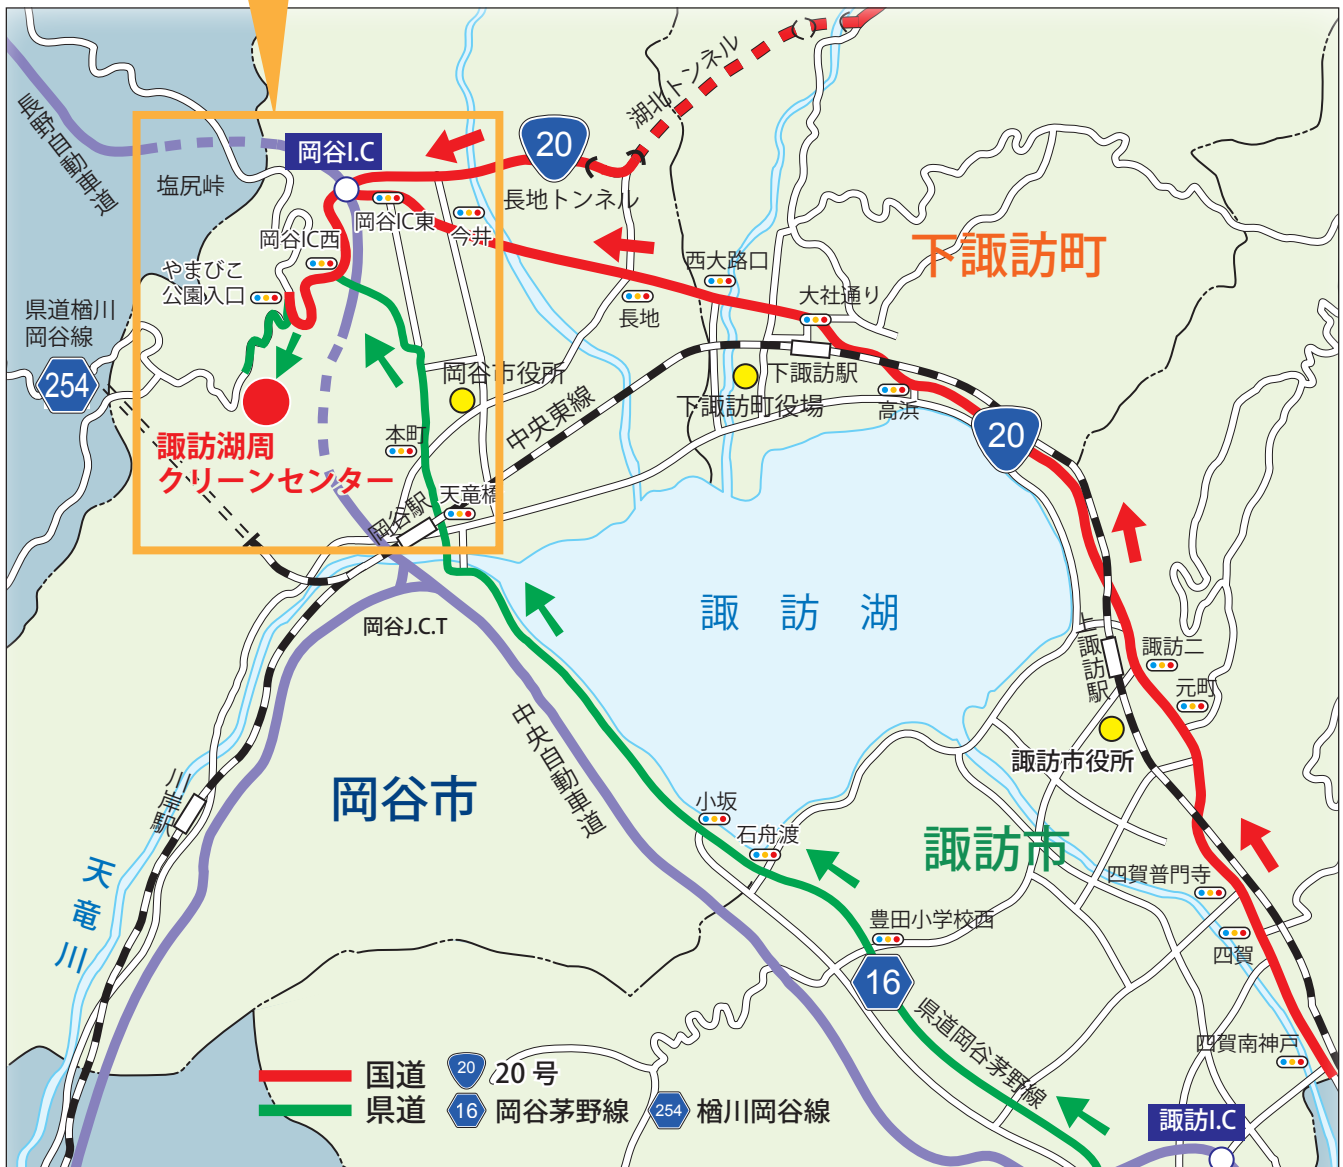 湖北トンネル
長野自動車道
岡谷I.C
20
塩尻峠
長地トンネル
岡谷IC東
今井
岡谷IC西
下諏訪町
やまびこ
公園入口
西大路口
大社通り
長地
県道楢川
岡谷線
254
岡谷市役所
下諏訪駅
下諏訪町役場
高浜
中央東線
20
本町
諏訪湖周
クリーンセンター
天竜橋
岡谷駅
諏訪湖
岡谷J.C.T
上諏訪駅
諏訪二
元町
中央自動車道
諏訪市役所
川岸駅
岡谷市
小坂
石舟渡
諏訪市
四賀普門寺
天竜川
豊田小学校西
四賀
16
県道岡谷茅野線
四賀南神戸
国道 20 20号
県道 16 岡谷茅野線 254 楢川岡谷線
諏訪I.C